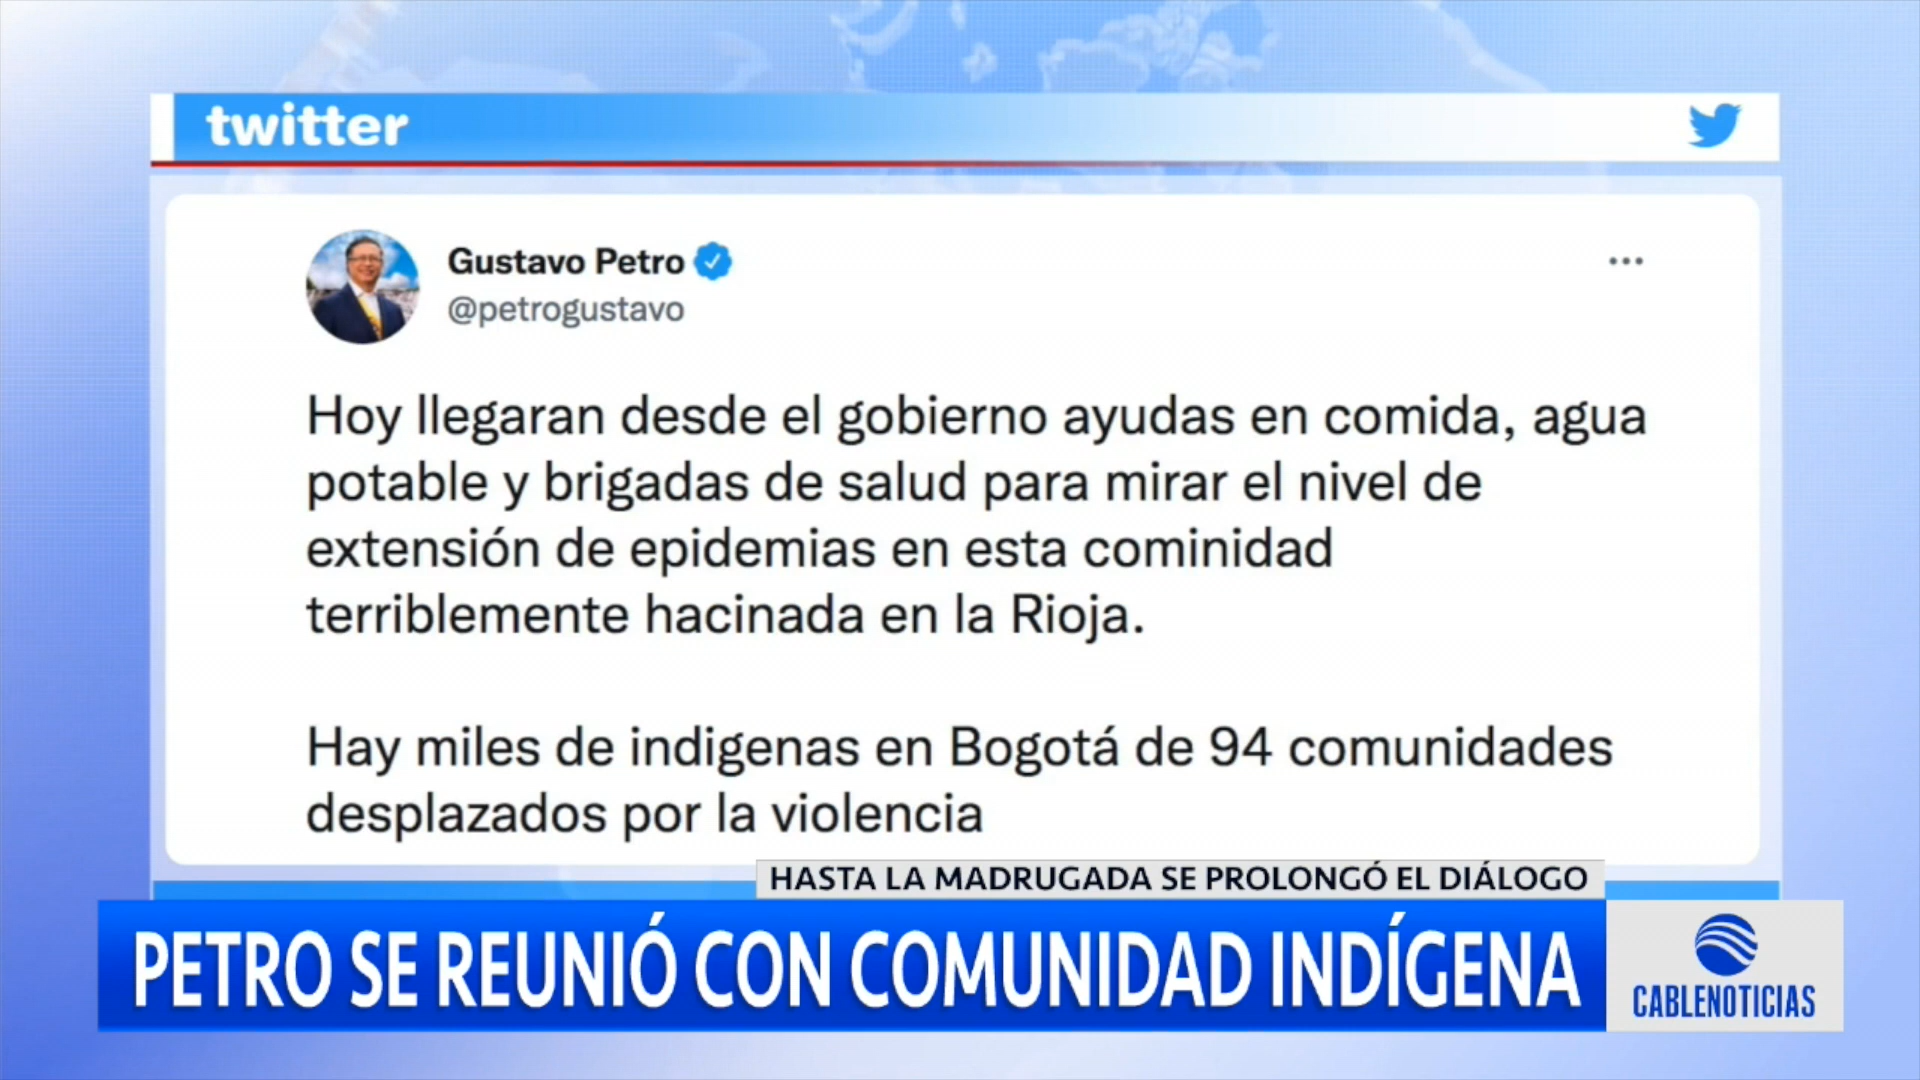 twitter
Gustavo Petro
@petrogustavo
Hoy llegaran desde el gobierno ayudas en comida, agua
potable y brigadas de salud para mirar el nivel de
extensión de epidemias en esta cominidad
terriblemente hacinada en la Rioja.
Hay miles de indigenas en Bogotá de 94 comunidades
desplazados por la violencia
HASTA LA MADRUGADA SE PROLONGÓ EL DIÁLOGO
PETRO SE REUNIÓ CON COMUNIDAD INDÍGENA
CABLENOTICIAS